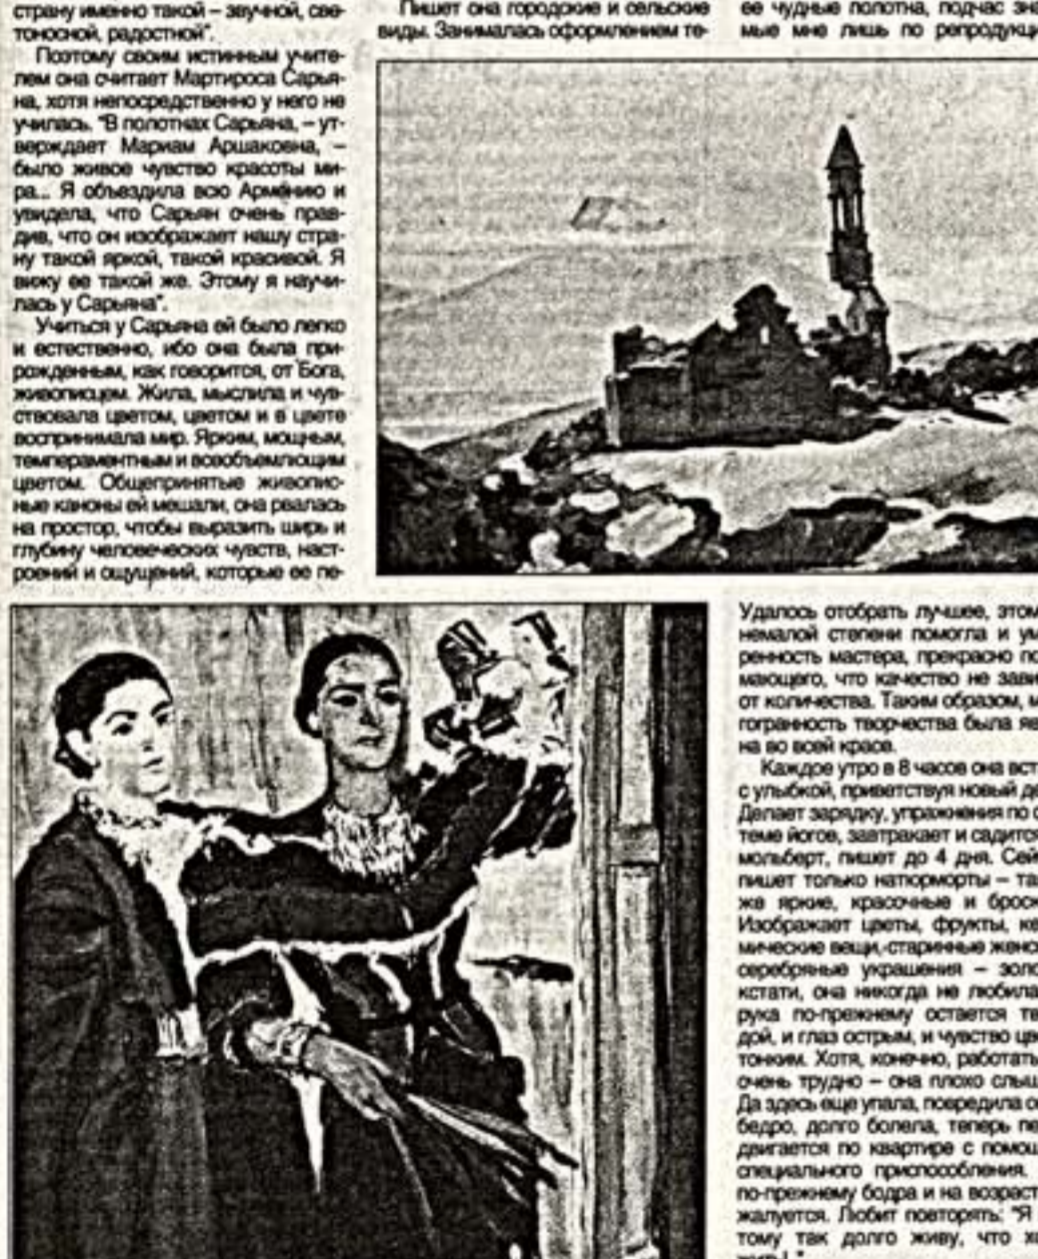 страну именно такой – звучной, све-
тоносной, радостной".
Поэтому своим истинным учите-
лем она считает Мартироса Сарья-
на, хотя непосредственно у него не
училась. "В полотнах Сарьяна, – ут-
верждает Мариам Аршаковна, –
было живое чувство красоты ми-
ра... Я объездила всю Армению и
увидела, что Сарьян очень прав-
див, что он изображает нашу стра-
ну такой яркой, такой красивой. Я
вижу ее такой же. Этому я научи-
лась у Сарьяна".
Учиться у Сарьяна ей было легко
и естественно, ибо она была при-
рожденным, как говорится, от Бога,
живописцем. Жила, мыслила и чув-
ствовала цветом, цветом и в цвете
воспринимала мир. Ярким, мощным,
темпераментным и всеобъемлющим
цветом. Общепринятые живопис-
ные каноны ей мешали, она рвалась
на простор, чтобы выразить ширь и
глубину человеческих чувств, наст-
роений и ощущений, которые ее пе-
Пишет она городские и сельские
виды. Занималась оформлением те-
ее чудные полотна, подчас зна
мые мне лишь по репродукци
Удалось отобрать лучшее, этом
немалой степени помогла и ум
ренность мастера, прекрасно по
мающего, что качество не зави
от количества. Таким образом, м
гогранность творчества была яв
на во всей красе.
Каждое утро в 8 часов она вст
с улыбкой, приветствуя новый де
Делает зарядку, упражнения по с
теме йогов, завтракает и садится
мольберт, пишет до 4 дня. Сей
пишет только натюрморты – та
же яркие, красочные и броск
Изображает цветы, фрукты, ке
мические вещи, старинные женс
серебряные украшения – золо
кстати, она никогда не любила
рука по-прежнему остается тв
дой, и глаз острым, и чувство цв
тонким. Хотя, конечно, работать
очень трудно – она плохо слыш
Да здесь еще упала, повредила се
бедро, долго болела, теперь пе
двигается по квартире с помощ
специального приспособления.
по-прежнему бодра и на возраст
жалуется. Любит повторять: "Я
тому так долго живу, что х